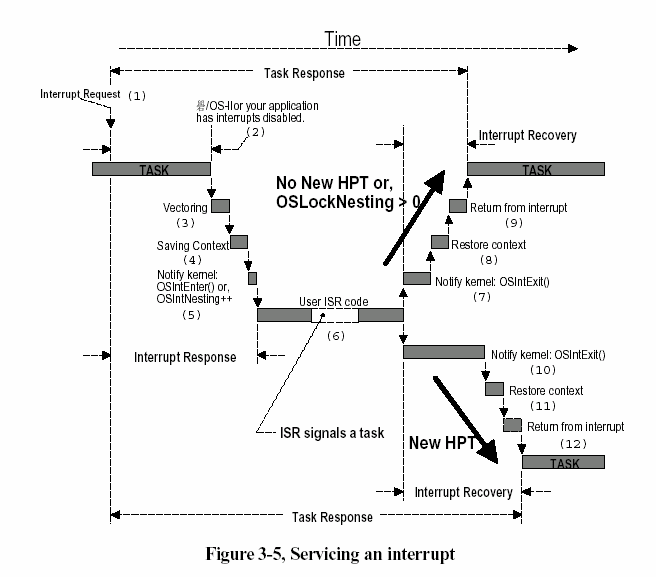 Time
Task Response
Interrupt Request (1)
/OS-II or your application
has interrupts disabled.
(2)
Interrupt Recovery
TASK
TASK
No New HPT or,
OSLockNesting > 0
Vectoring
(3)
Return from interrupt
(9)
Saving Context
(4)
Restore context
(8)
Notify kernel:
OSIntEnter() or,
OSIntNesting++
(5)
Notify kernel: OSIntExit()
(7)
User ISR code
(6)
Interrupt Response
Notify kernel: OSIntExit()
(10)
Restore context
(11)
ISR signals a task
New HPT
Return from interrupt
(12)
TASK
Interrupt Recovery
Task Response
Figure 3-5, Servicing an interrupt